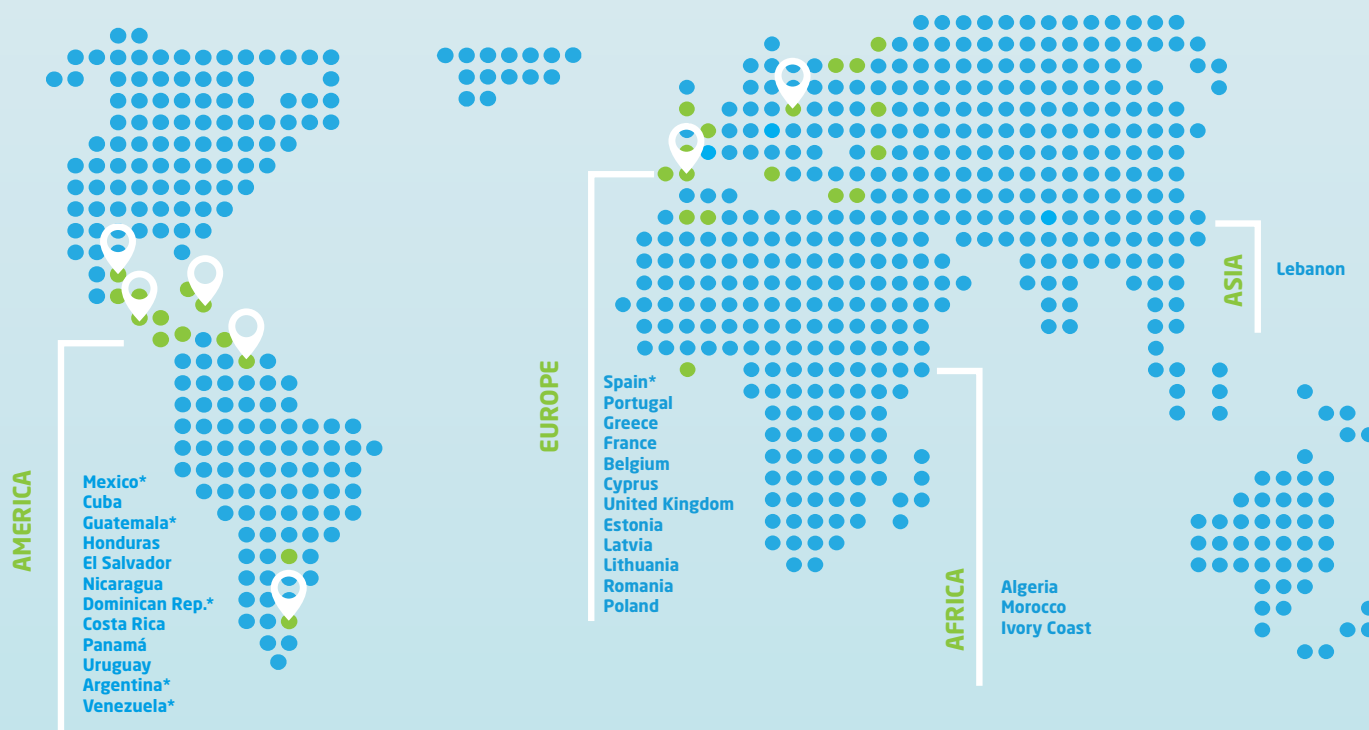 AMERICA
Mexico*
Cuba
Guatemala*
Honduras
El Salvador
Nicaragua
Dominican Rep.*
Costa Rica
Panamá
Uruguay
Argentina*
Venezuela*
EUROPE
Spain*
Portugal
Greece
France
Belgium
Cyprus
United Kingdom
Estonia
Latvia
Lithuania
Romania
Poland
AFRICA
Algeria
Morocco
Ivory Coast
ASIA
Lebanon